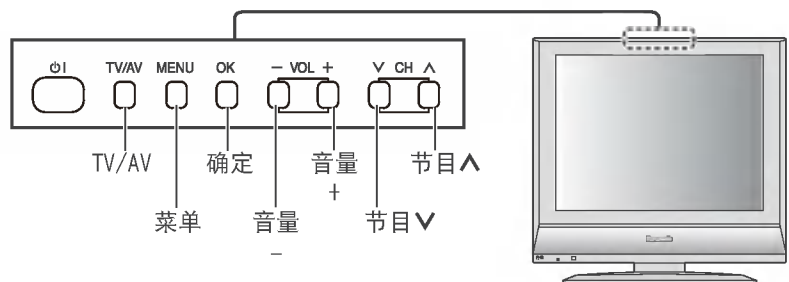 ⏻I TV/AV MENU OK − VOL + ∨ CH ∧
TV/AV 确定 音量 + 节目∧
菜单 音量 − 节目∨